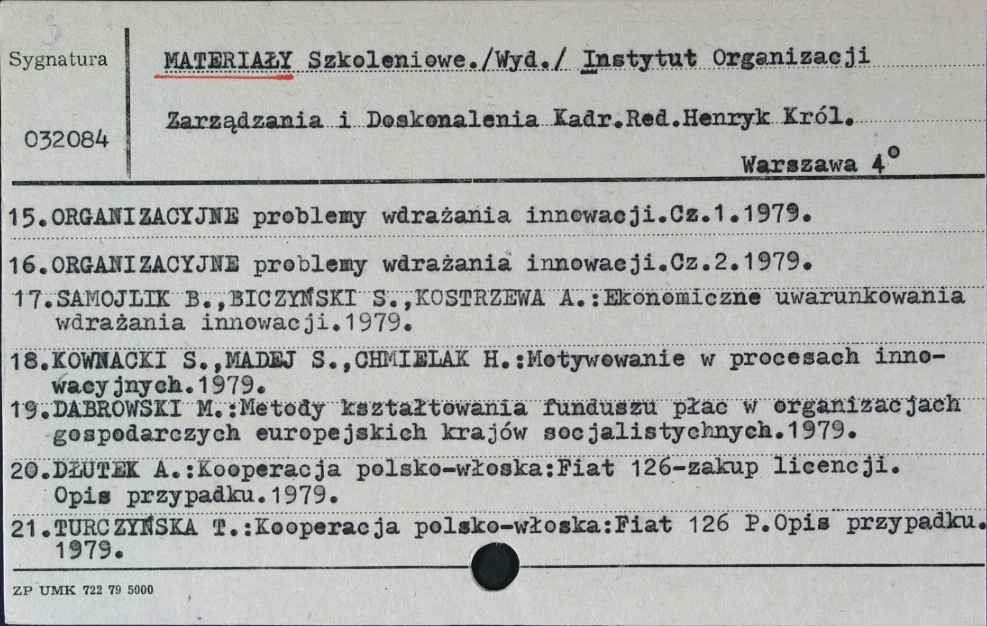 Sygnatura
032084
MATERIAŁY Szkoleniowe./Wyd./ Instytut Organizacji
Zarządzania i Doskonalenia Kadr.Red.Henryk Król.
Warszawa 4°
15.ORGANIZACYJNE problemy wdrażania innowacji.Cz.1.1979.
16.ORGANIZACYJNE problemy wdrażania innowacji.Cz.2.1979.
17.SAMOJLIK B.,BICZYŃSKI S.,KOSTRZEWA A.:Ekonomiczne uwarunkowania
wdrażania innowacji.1979.
18.KOWNACKI S.,MADEJ S.,CHMIELAK H.:Motywowanie w procesach inno-
wacyjnych.1979.
19.DABROWSKI M.:Metody kształtowania funduszu płac w organizacjach
gospodarczych europejskich krajów socjalistychnych.1979.
20.DŁUTEK A.:Kooperacja polsko-włoska:Fiat 126-zakup licencji.
Opis przypadku.1979.
21.TURCZYŃSKA T.:Kooperacja polsko-włoska:Fiat 126 P.Opis przypadku.
1979.
ZP UMK 722 79 5000